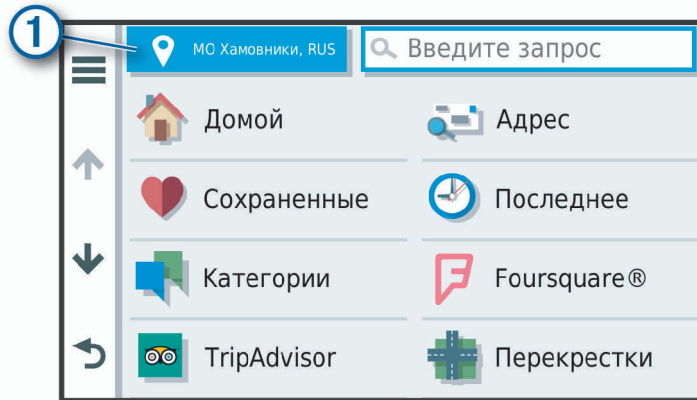 1
МО Хамовники, RUS
Введите запрос
Домой
Адрес
Сохраненные
Последнее
Категории
Foursquare®
TripAdvisor
Перекрестки